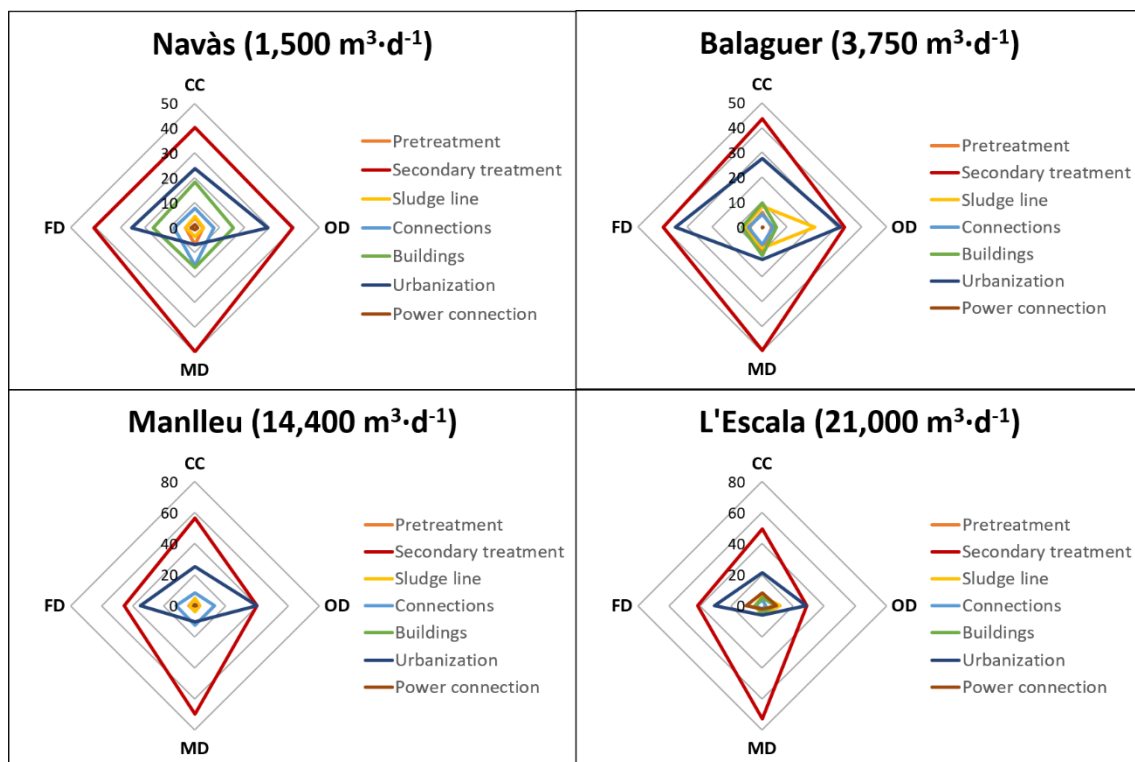 Navàs (1,500 m³·d⁻¹)
CC
50
40
30
20
10
0
FD
OD
MD
Pretreatment
Secondary treatment
Sludge line
Connections
Buildings
Urbanization
Power connection
Balaguer (3,750 m³·d⁻¹)
CC
50
40
30
20
10
0
FD
OD
MD
Pretreatment
Secondary treatment
Sludge line
Connections
Buildings
Urbanization
Power connection
Manlleu (14,400 m³·d⁻¹)
CC
80
60
40
20
0
FD
OD
MD
Pretreatment
Secondary treatment
Sludge line
Connections
Buildings
Urbanization
Power connection
L'Escala (21,000 m³·d⁻¹)
CC
80
60
40
20
0
FD
OD
MD
Pretreatment
Secondary treatment
Sludge line
Connections
Buildings
Urbanization
Power connection